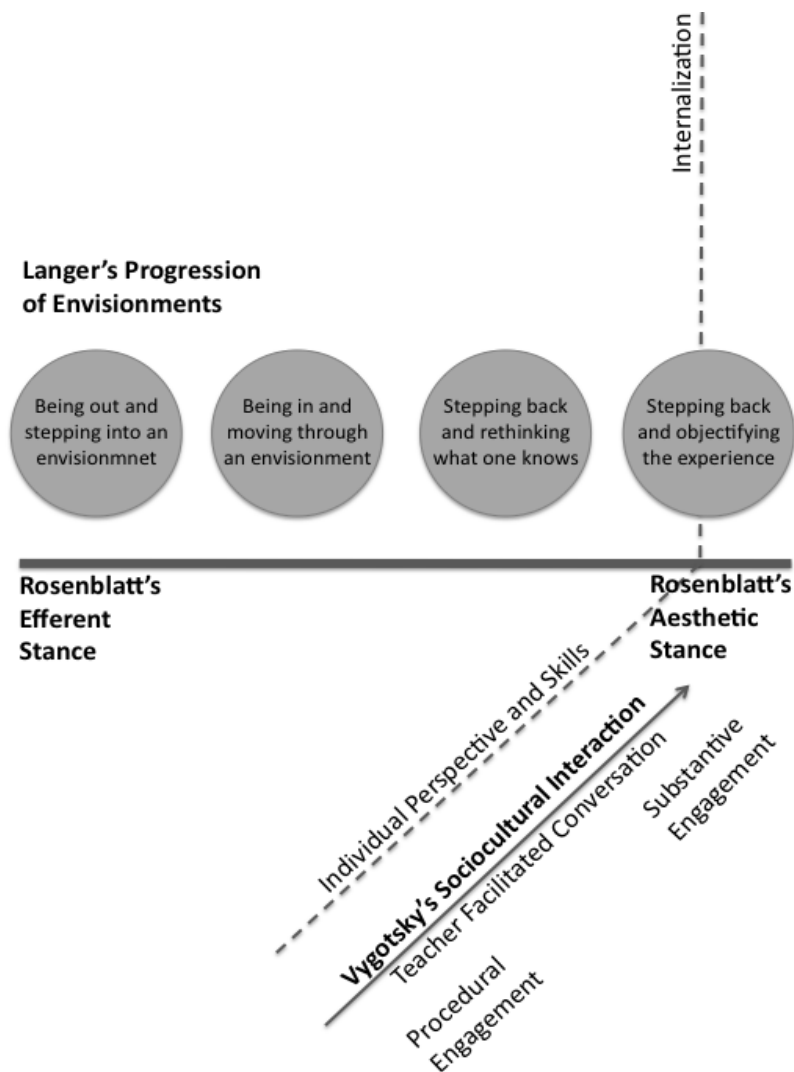 Internalization
Langer’s Progression
of Envisionments
Being out and
stepping into an
envisionmnet
Being in and
moving through
an envisionment
Stepping back
and rethinking
what one knows
Stepping back
and objectifying
the experience
Rosenblatt’s
Efferent
Stance
Rosenblatt’s
Aesthetic
Stance
Individual Perspective and Skills
Vygotsky’s Sociocultural Interaction
Teacher Facilitated Conversation
Substantive
Engagement
Procedural
Engagement